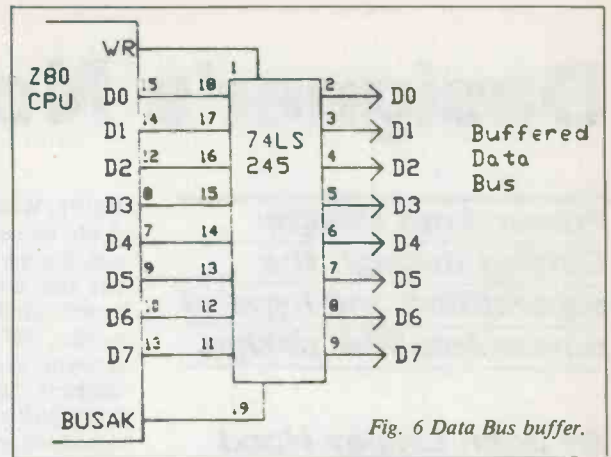 WR
1
Z80 15 18 2
CPU D0 D0
14 17 3
D1 74LS D1 Buffered
12 16 245 4 Data
D2 D2 Bus
8 15 5
D3 D3
7 14 6
D4 D4
9 13 7
D5 D5
10 12 8
D6 D6
13 11 9
D7 D7
19
BUSAK
Fig. 6 Data Bus buffer.